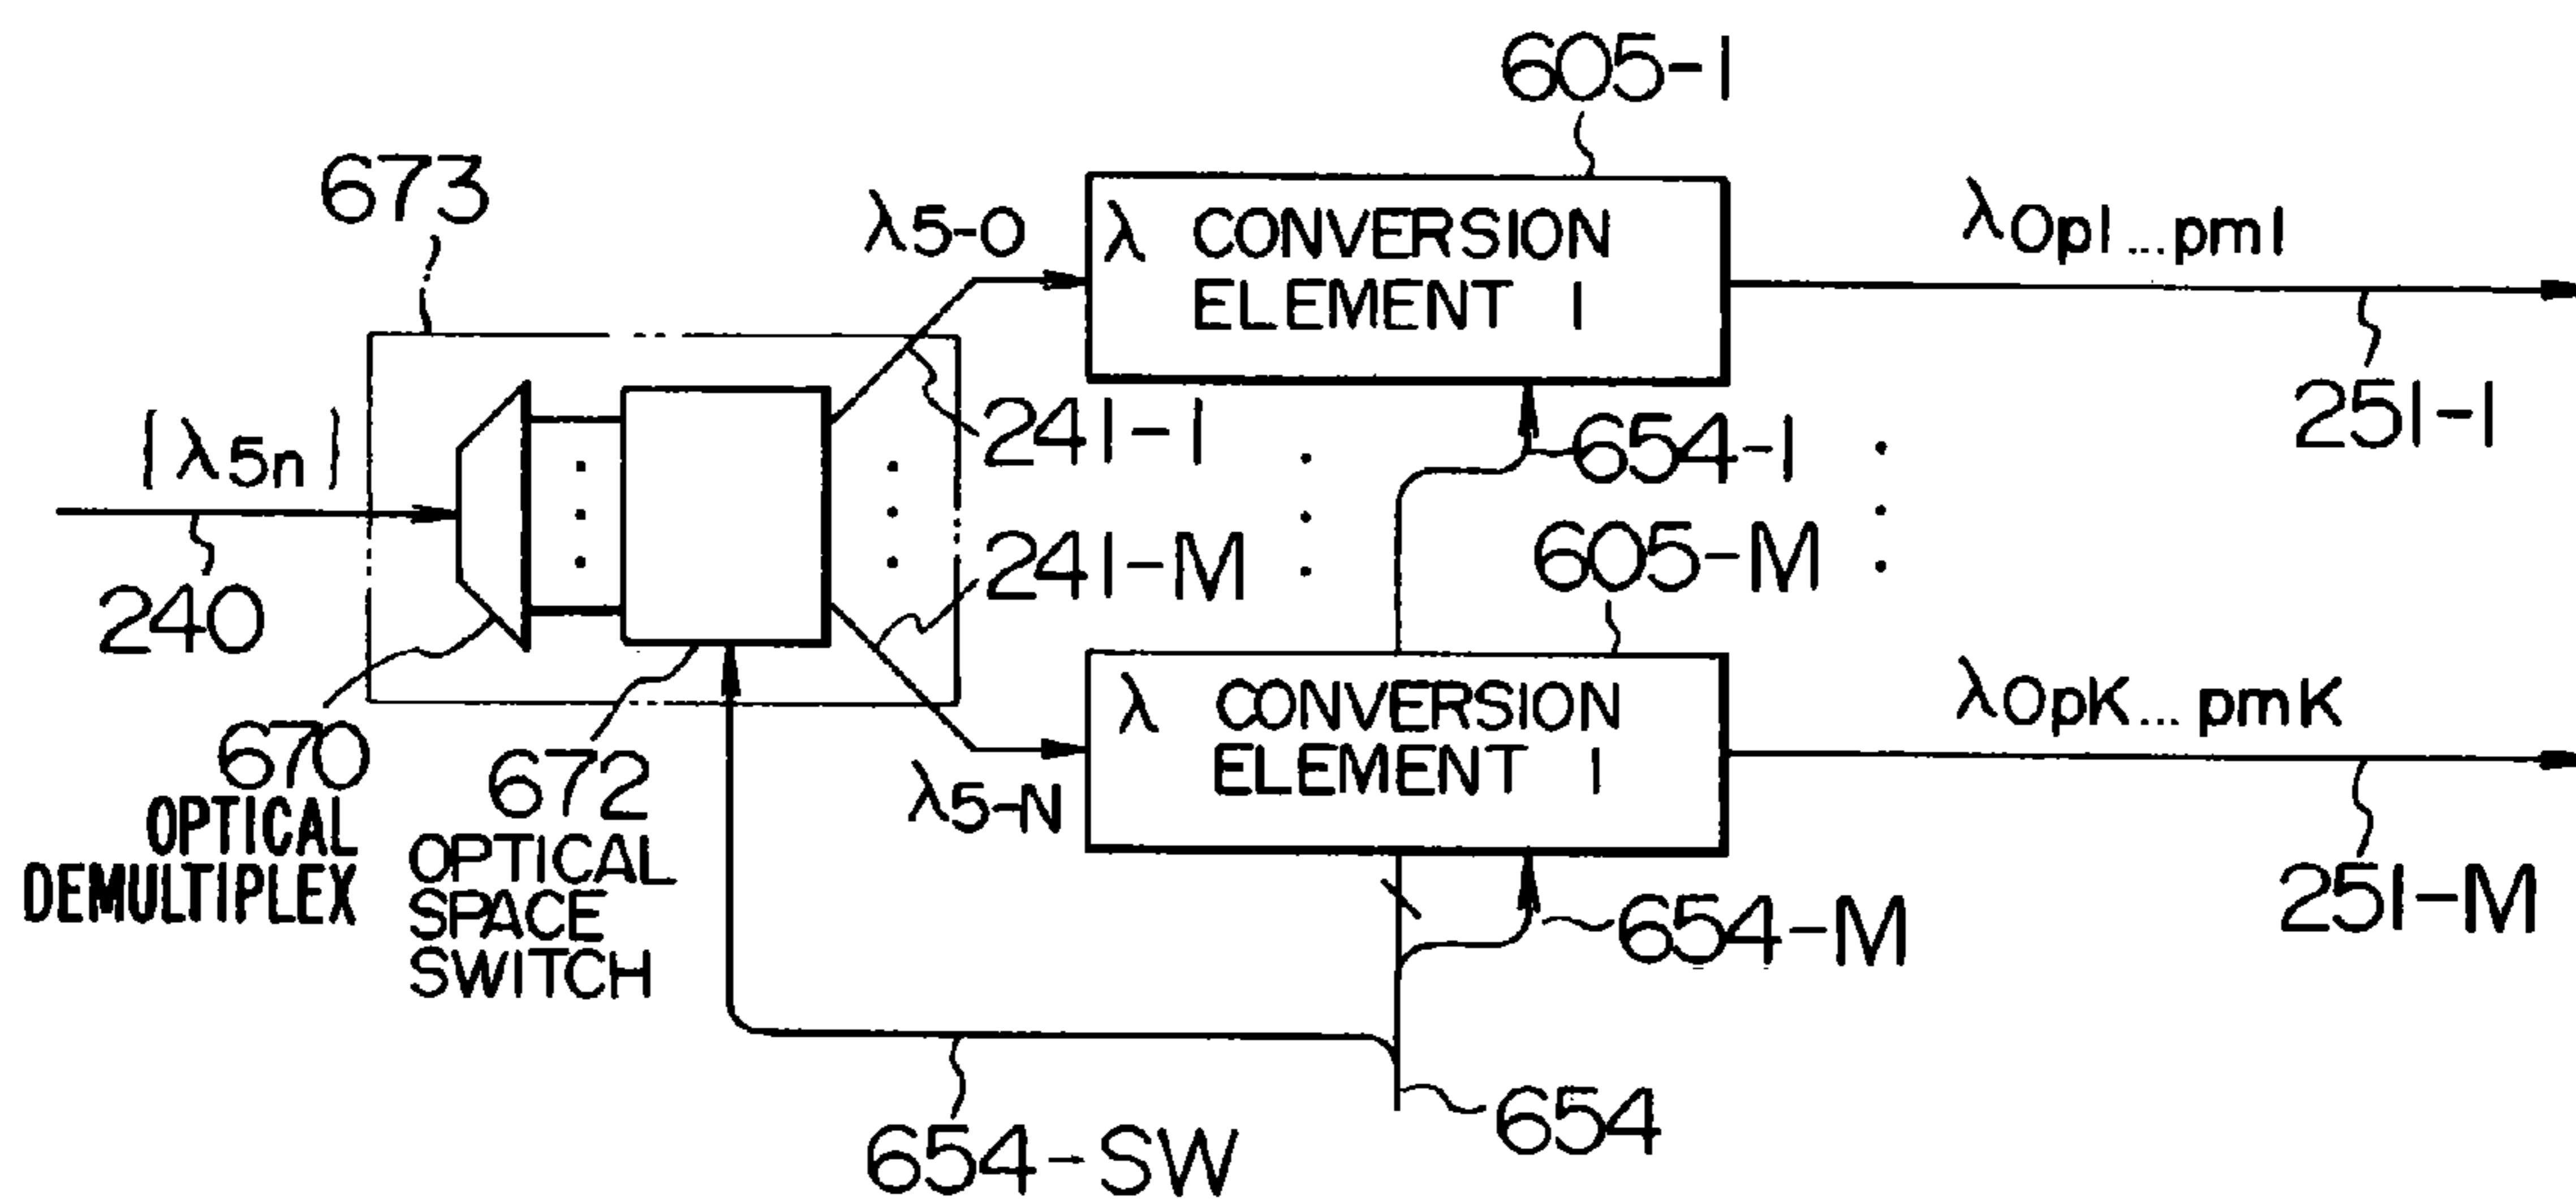 605-1
673
λ5-0
λ CONVERSION
ELEMENT 1
λ0p1...pm1
{λ5n}
241-1
654-1
251-1
240
241-M
605-M
λ CONVERSION
ELEMENT 1
λ0pK...pmK
670
OPTICAL
DEMULTIPLEX
672
OPTICAL
SPACE
SWITCH
λ5-N
654-M
251-M
654
654-SW